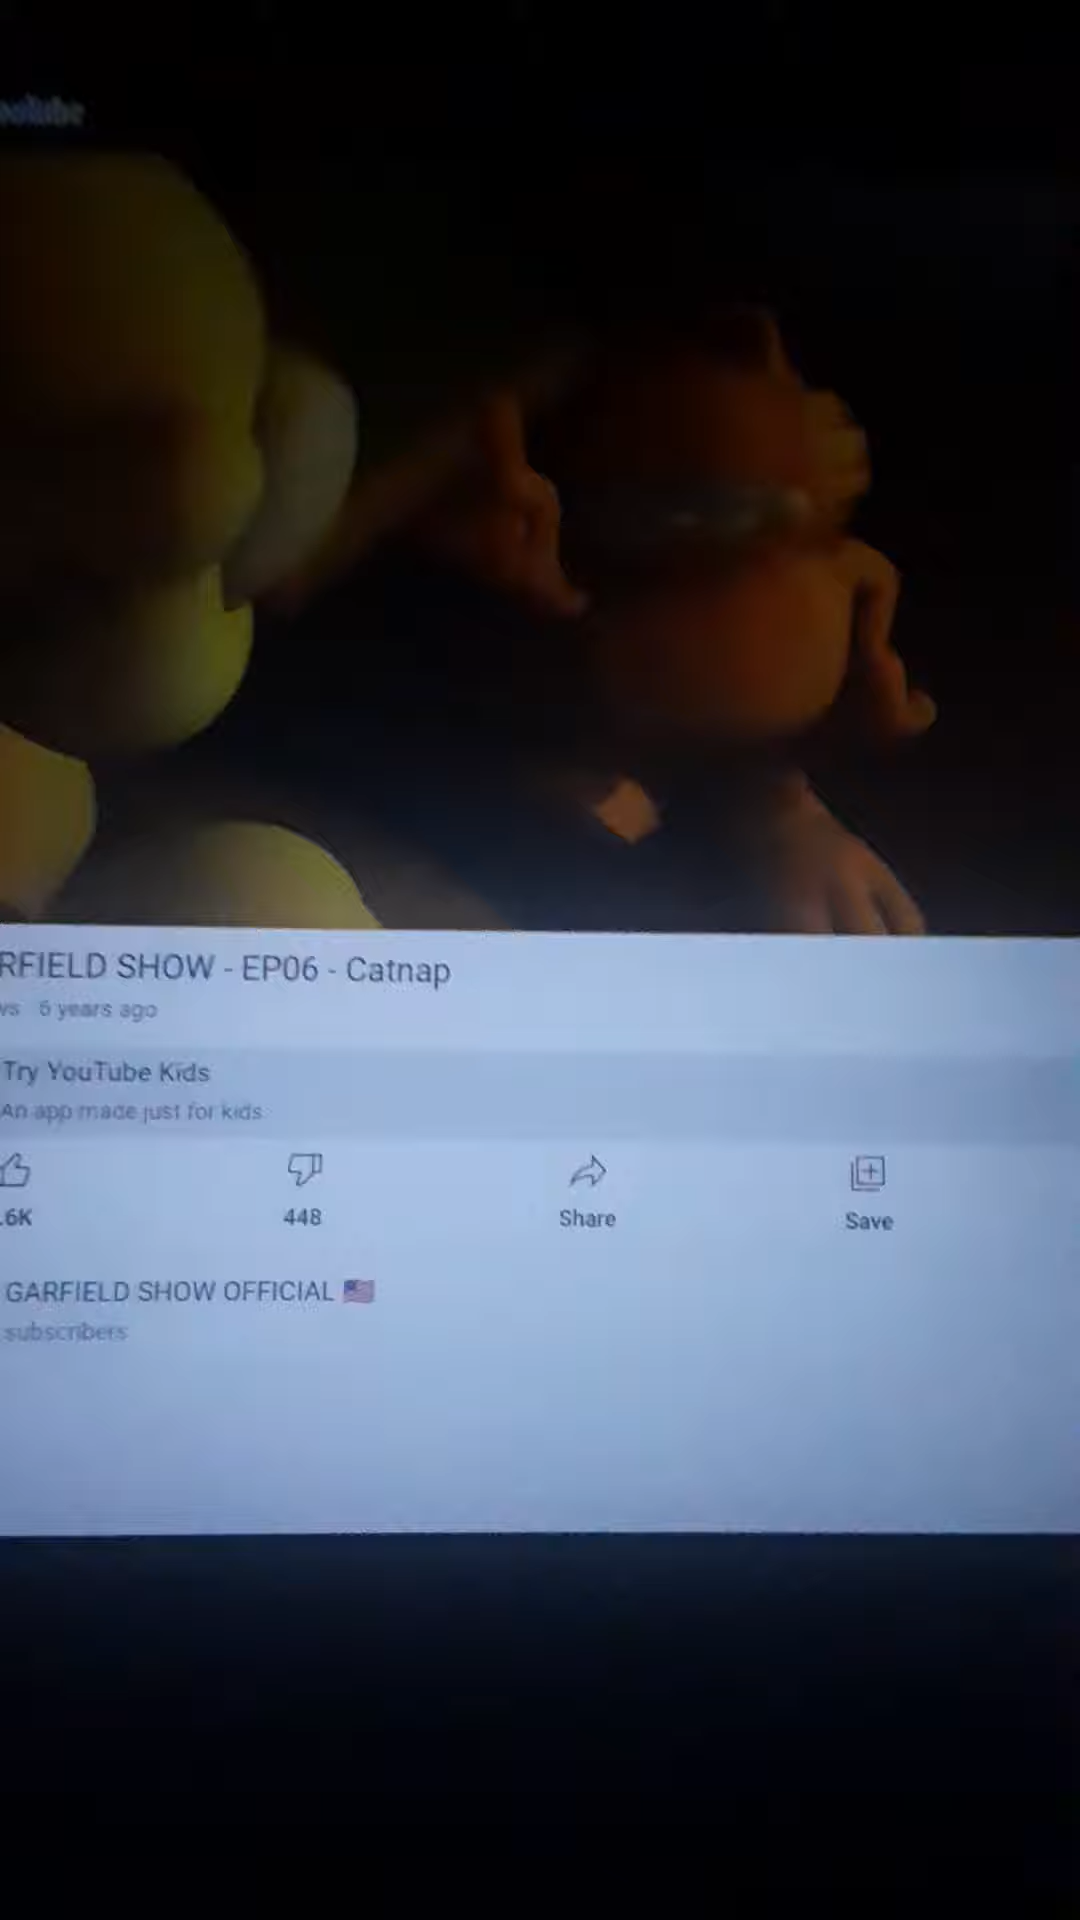 RFIELD SHOW - EP06 - Catnap
ws 6 years ago
Try YouTube Kids
An app made just for kids
.6K
448
Share
Save
GARFIELD SHOW OFFICIAL 🇺🇸
subscribers